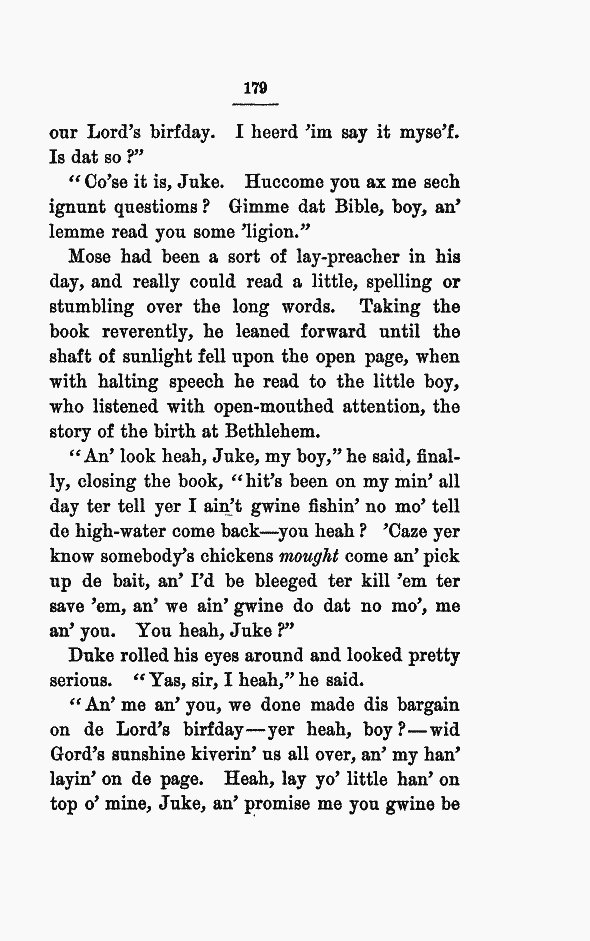 179
our Lord's birfday. I heerd 'im say it myse'f.
Is dat so?"
"Co'se it is, Juke. Huccome you ax me sech
ignunt questioms? Gimme dat Bible, boy, an'
lemme read you some 'ligion."
Mose had been a sort of lay-preacher in his
day, and really could read a little, spelling or
stumbling over the long words. Taking the
book reverently, he leaned forward until the
shaft of sunlight fell upon the open page, when
with halting speech he read to the little boy,
who listened with open-mouthed attention, the
story of the birth at Bethlehem.
"An' look heah, Juke, my boy," he said, final-
ly, closing the book, "hit's been on my min' all
day ter tell yer I ain't gwine fishin' no mo' tell
de high-water come back—you heah? 'Caze yer
know somebody's chickens mought come an' pick
up de bait, an' I'd be bleeged ter kill 'em ter
save 'em, an' we ain' gwine do dat no mo', me
an' you. You heah, Juke?"
Duke rolled his eyes around and looked pretty
serious. "Yas, sir, I heah," he said.
"An' me an' you, we done made dis bargain
on de Lord's birfday—yer heah, boy?—wid
Gord's sunshine kiverin' us all over, an' my han'
layin' on de page. Heah, lay yo' little han' on
top o' mine, Juke, an' promise me you gwine be